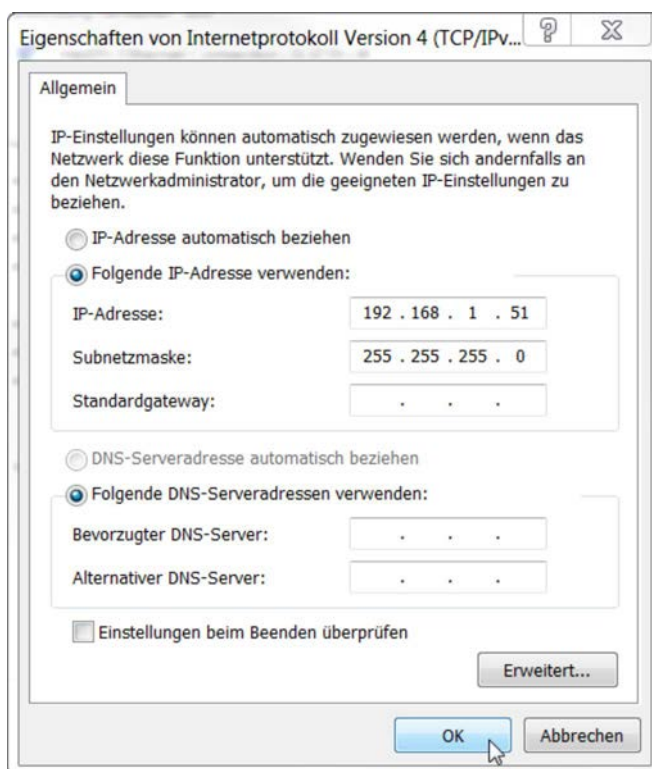 Eigenschaften von Internetprotokoll Version 4 (TCP/IPv...
Allgemein
IP-Einstellungen können automatisch zugewiesen werden, wenn das
Netzwerk diese Funktion unterstützt. Wenden Sie sich andernfalls an
den Netzwerkadministrator, um die geeigneten IP-Einstellungen zu
beziehen.
IP-Adresse automatisch beziehen
Folgende IP-Adresse verwenden:
IP-Adresse: 192 . 168 . 1 . 51
Subnetzmaske: 255 . 255 . 255 . 0
Standardgateway: . . .
DNS-Serveradresse automatisch beziehen
Folgende DNS-Serveradressen verwenden:
Bevorzugter DNS-Server: . . .
Alternativer DNS-Server: . . .
Einstellungen beim Beenden überprüfen
Erweitert...
OK Abbrechen